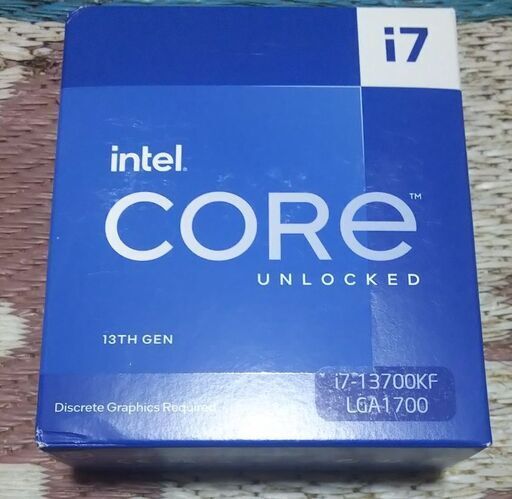 i7
intel.
CORE™
UNLOCKED
13TH GEN
i7-13700KF
LGA1700
Discrete Graphics Required